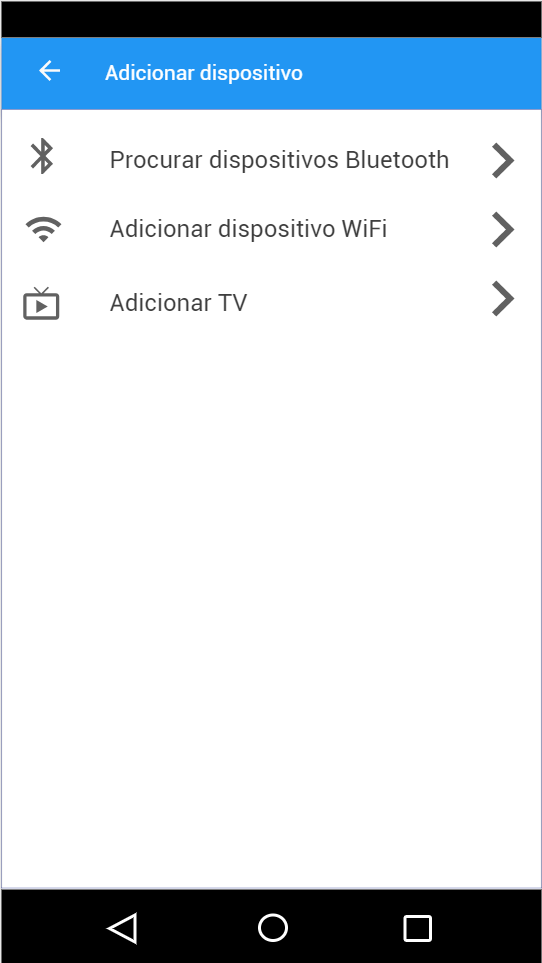 Adicionar dispositivo
Procurar dispositivos Bluetooth
Adicionar dispositivo WiFi
Adicionar TV